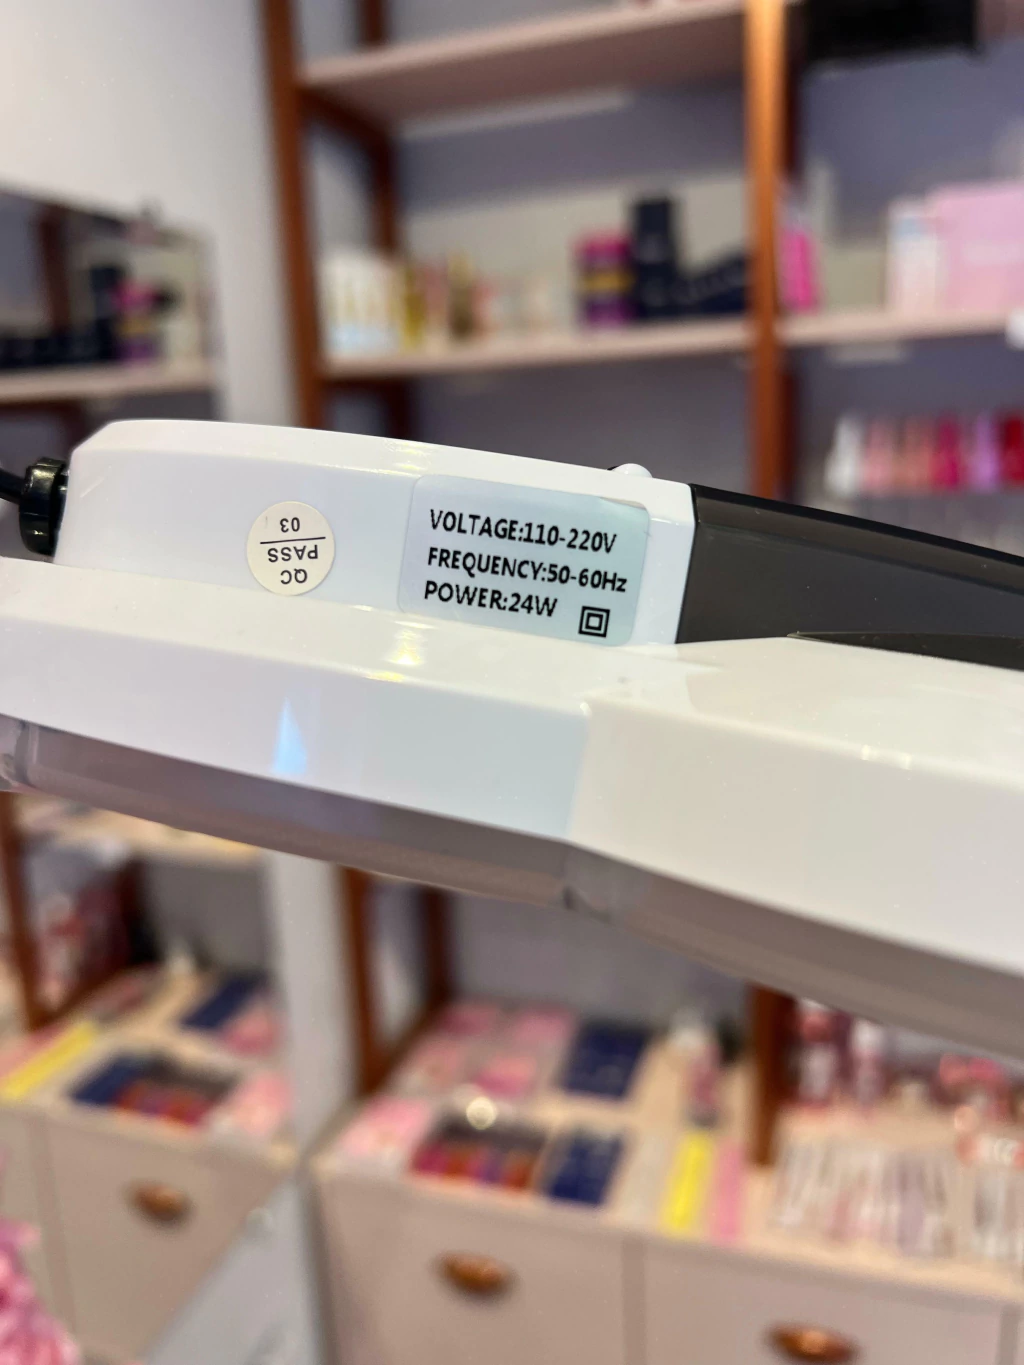 VOLTAGE:110-220V
FREQUENCY:50-60Hz
POWER:24W
QC
PASS
03